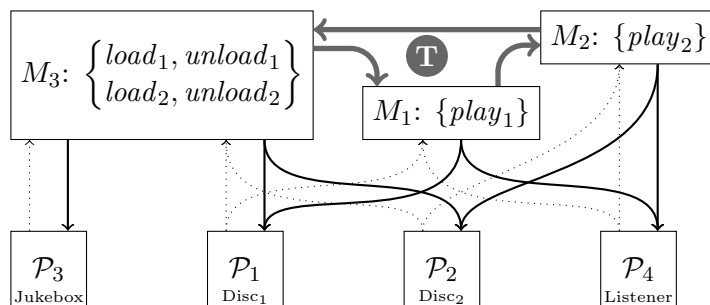 M₃: {load₁, unload₁
load₂, unload₂}
T
M₂: {play₂}
M₁: {play₁}
𝒫₃
Jukebox
𝒫₁
Disc₁
𝒫₂
Disc₂
𝒫₄
Listener